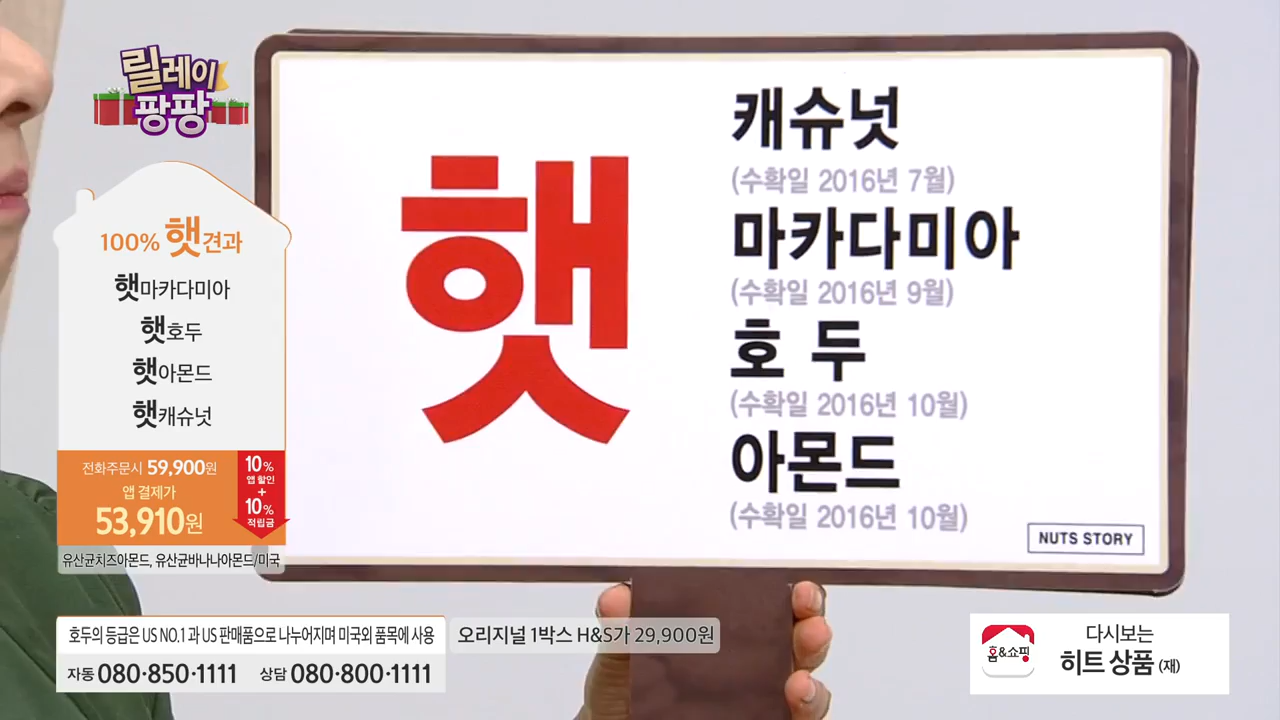 릴레이
팡팡
100% 햇견과
햇마카다미아
햇호두
햇아몬드
햇캐슈넛
전화주문시 59,900원
앱 결제가
53,910원
10%
앱 할인
+
10%
적립금
유산균치즈아몬드, 유산균바나나아몬드/미국
햇
캐슈넛
(수확일 2016년 7월)
마카다미아
(수확일 2016년 9월)
호 두
(수확일 2016년 10월)
아몬드
(수확일 2016년 10월)
NUTS STORY
호두의 등급은 US NO.1 과 US 판매품으로 나누어지며 미국외 품목에 사용
자동 080·850·1111 상담 080·800·1111
오리지널 1박스 H&S가 29,900원
홈&쇼핑
다시보는
히트 상품 (재)